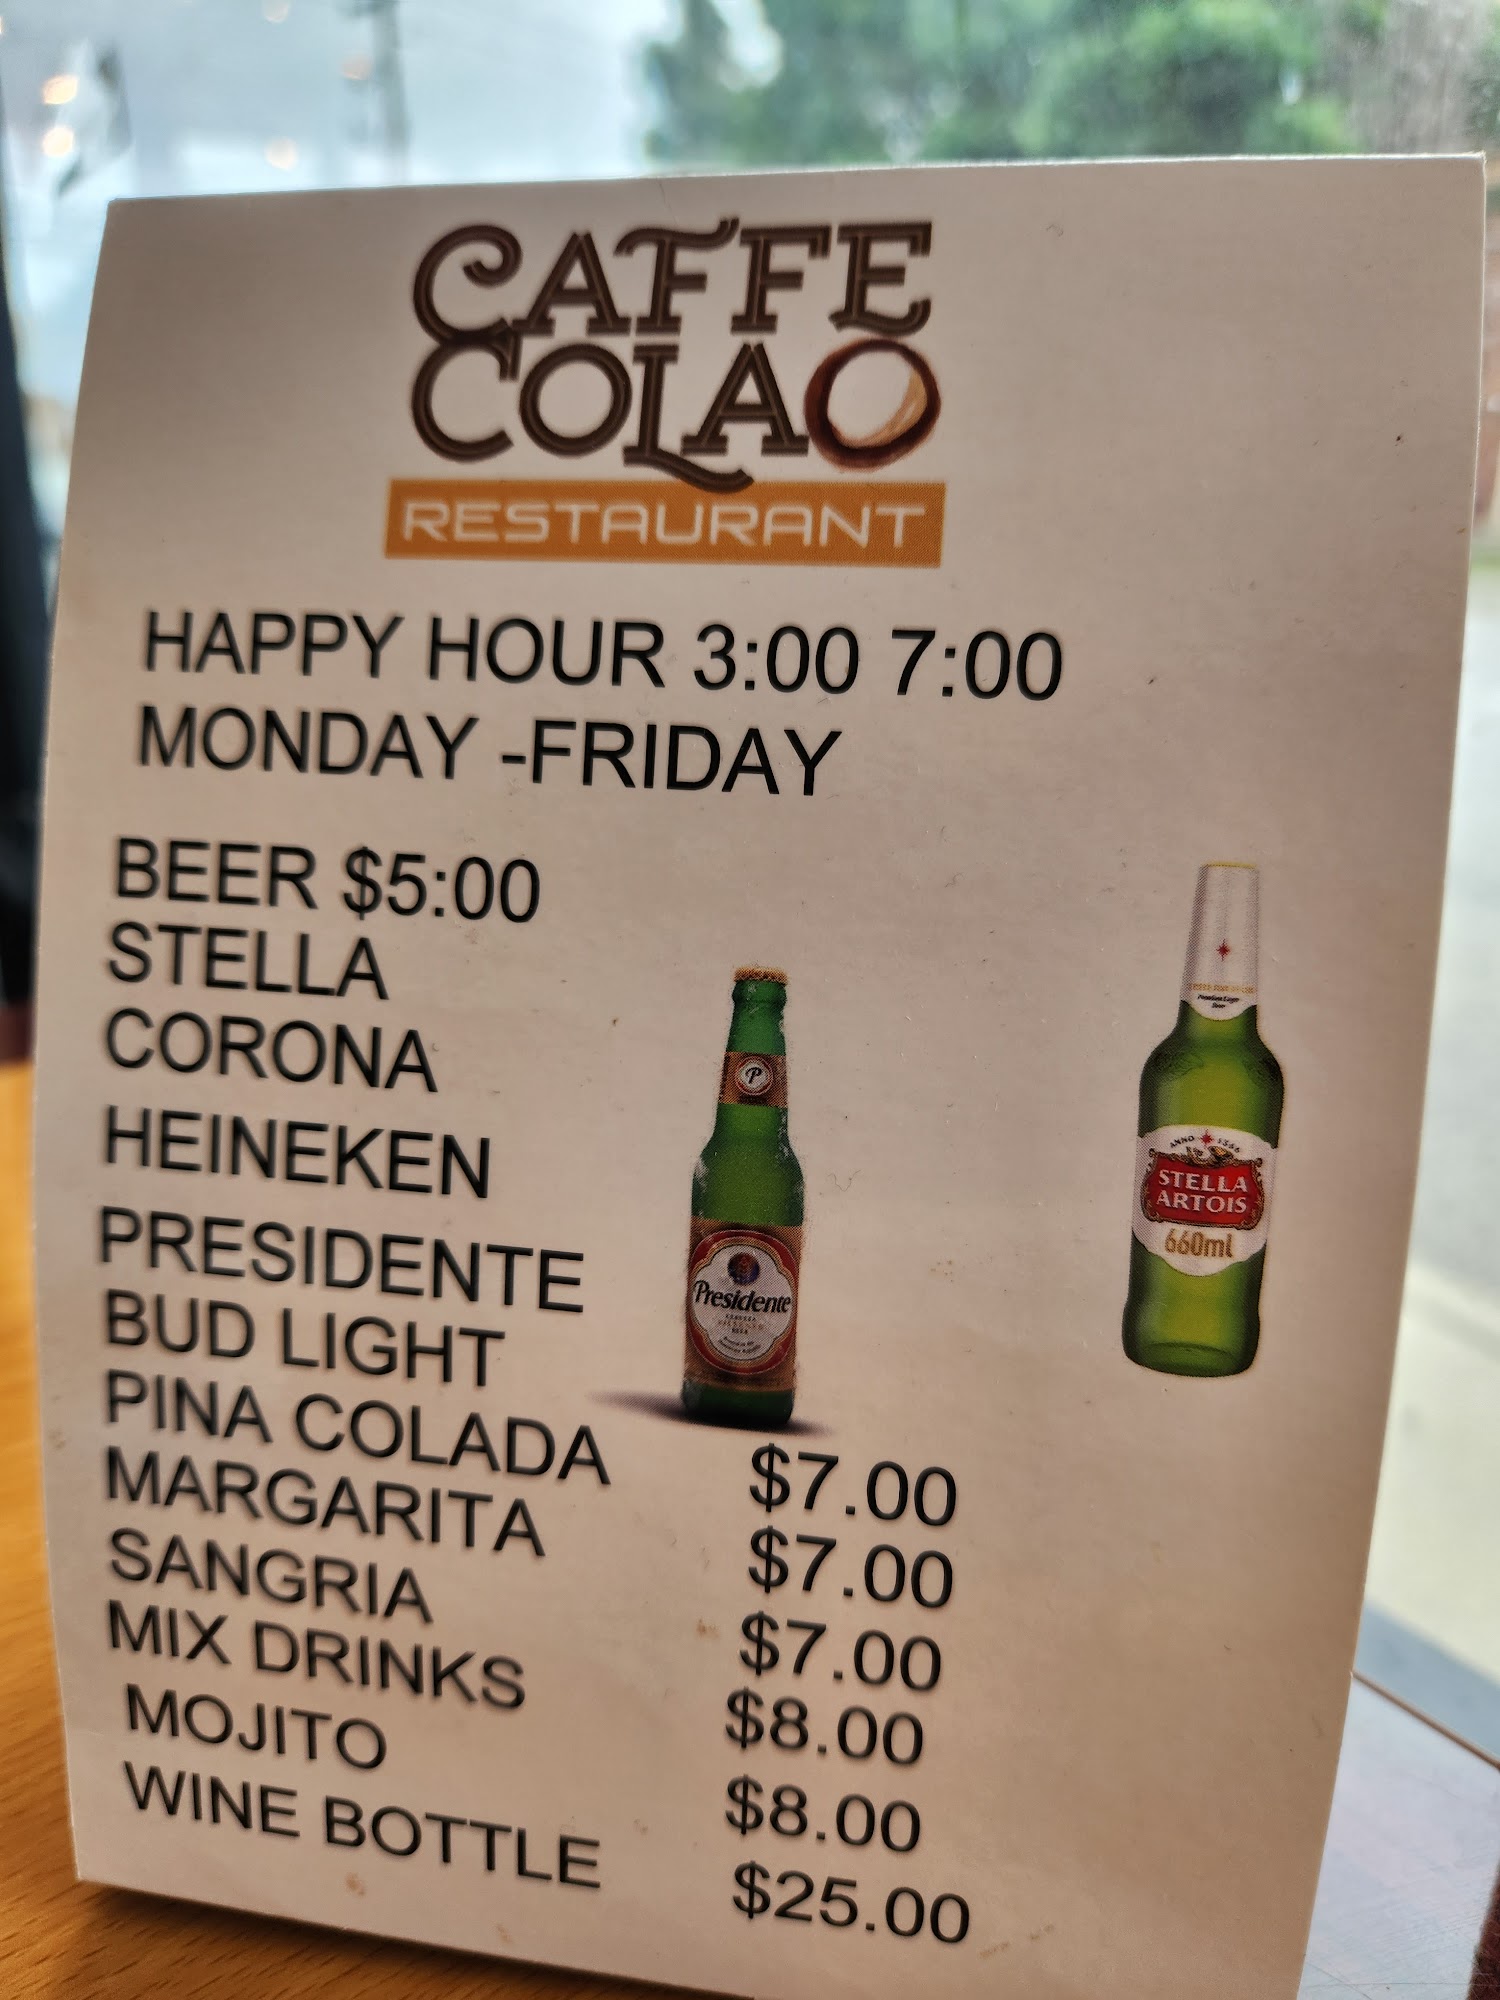 CAFFE
COLAO
RESTAURANT
HAPPY HOUR 3:00 7:00
MONDAY -FRIDAY
BEER $5:00
STELLA
CORONA
HEINEKEN
PRESIDENTE
BUD LIGHT
PINA COLADA $7.00
MARGARITA $7.00
SANGRIA $7.00
MIX DRINKS $8.00
MOJITO $8.00
WINE BOTTLE $25.00
P
Presidente
ANNO 1366
STELLA
ARTOIS
660ml